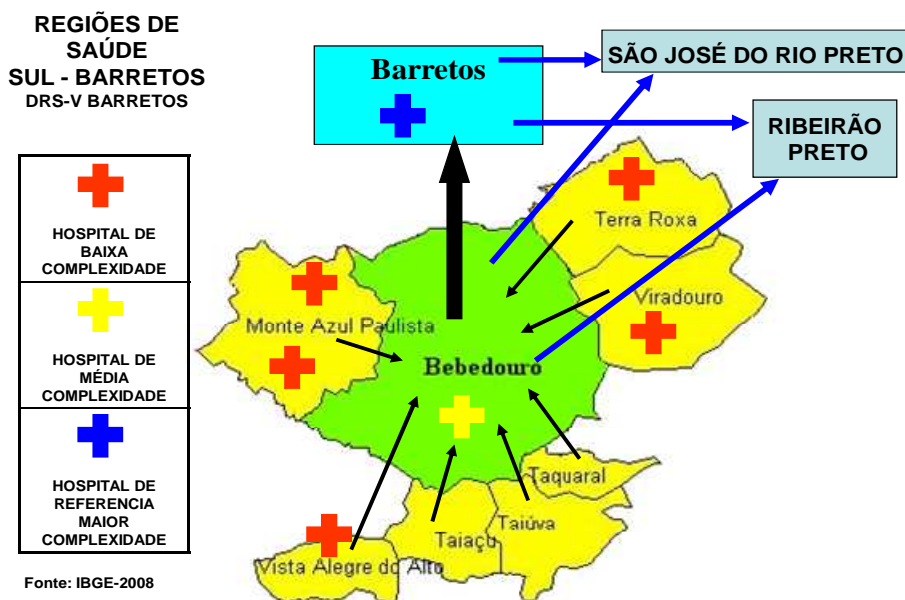 REGIÕES DE
SAÚDE
SUL - BARRETOS
DRS-V BARRETOS
HOSPITAL DE
BAIXA
COMPLEXIDADE
HOSPITAL DE
MÉDIA
COMPLEXIDADE
HOSPITAL DE
REFERENCIA
MAIOR
COMPLEXIDADE
Fonte: IBGE-2008
Barretos
SÃO JOSÉ DO RIO PRETO
RIBEIRÃO
PRETO
Terra Roxa
Viradouro
Monte Azul Paulista
Bebedouro
Taquaral
Taiúva
Taiaçu
Vista Alegre do Alto